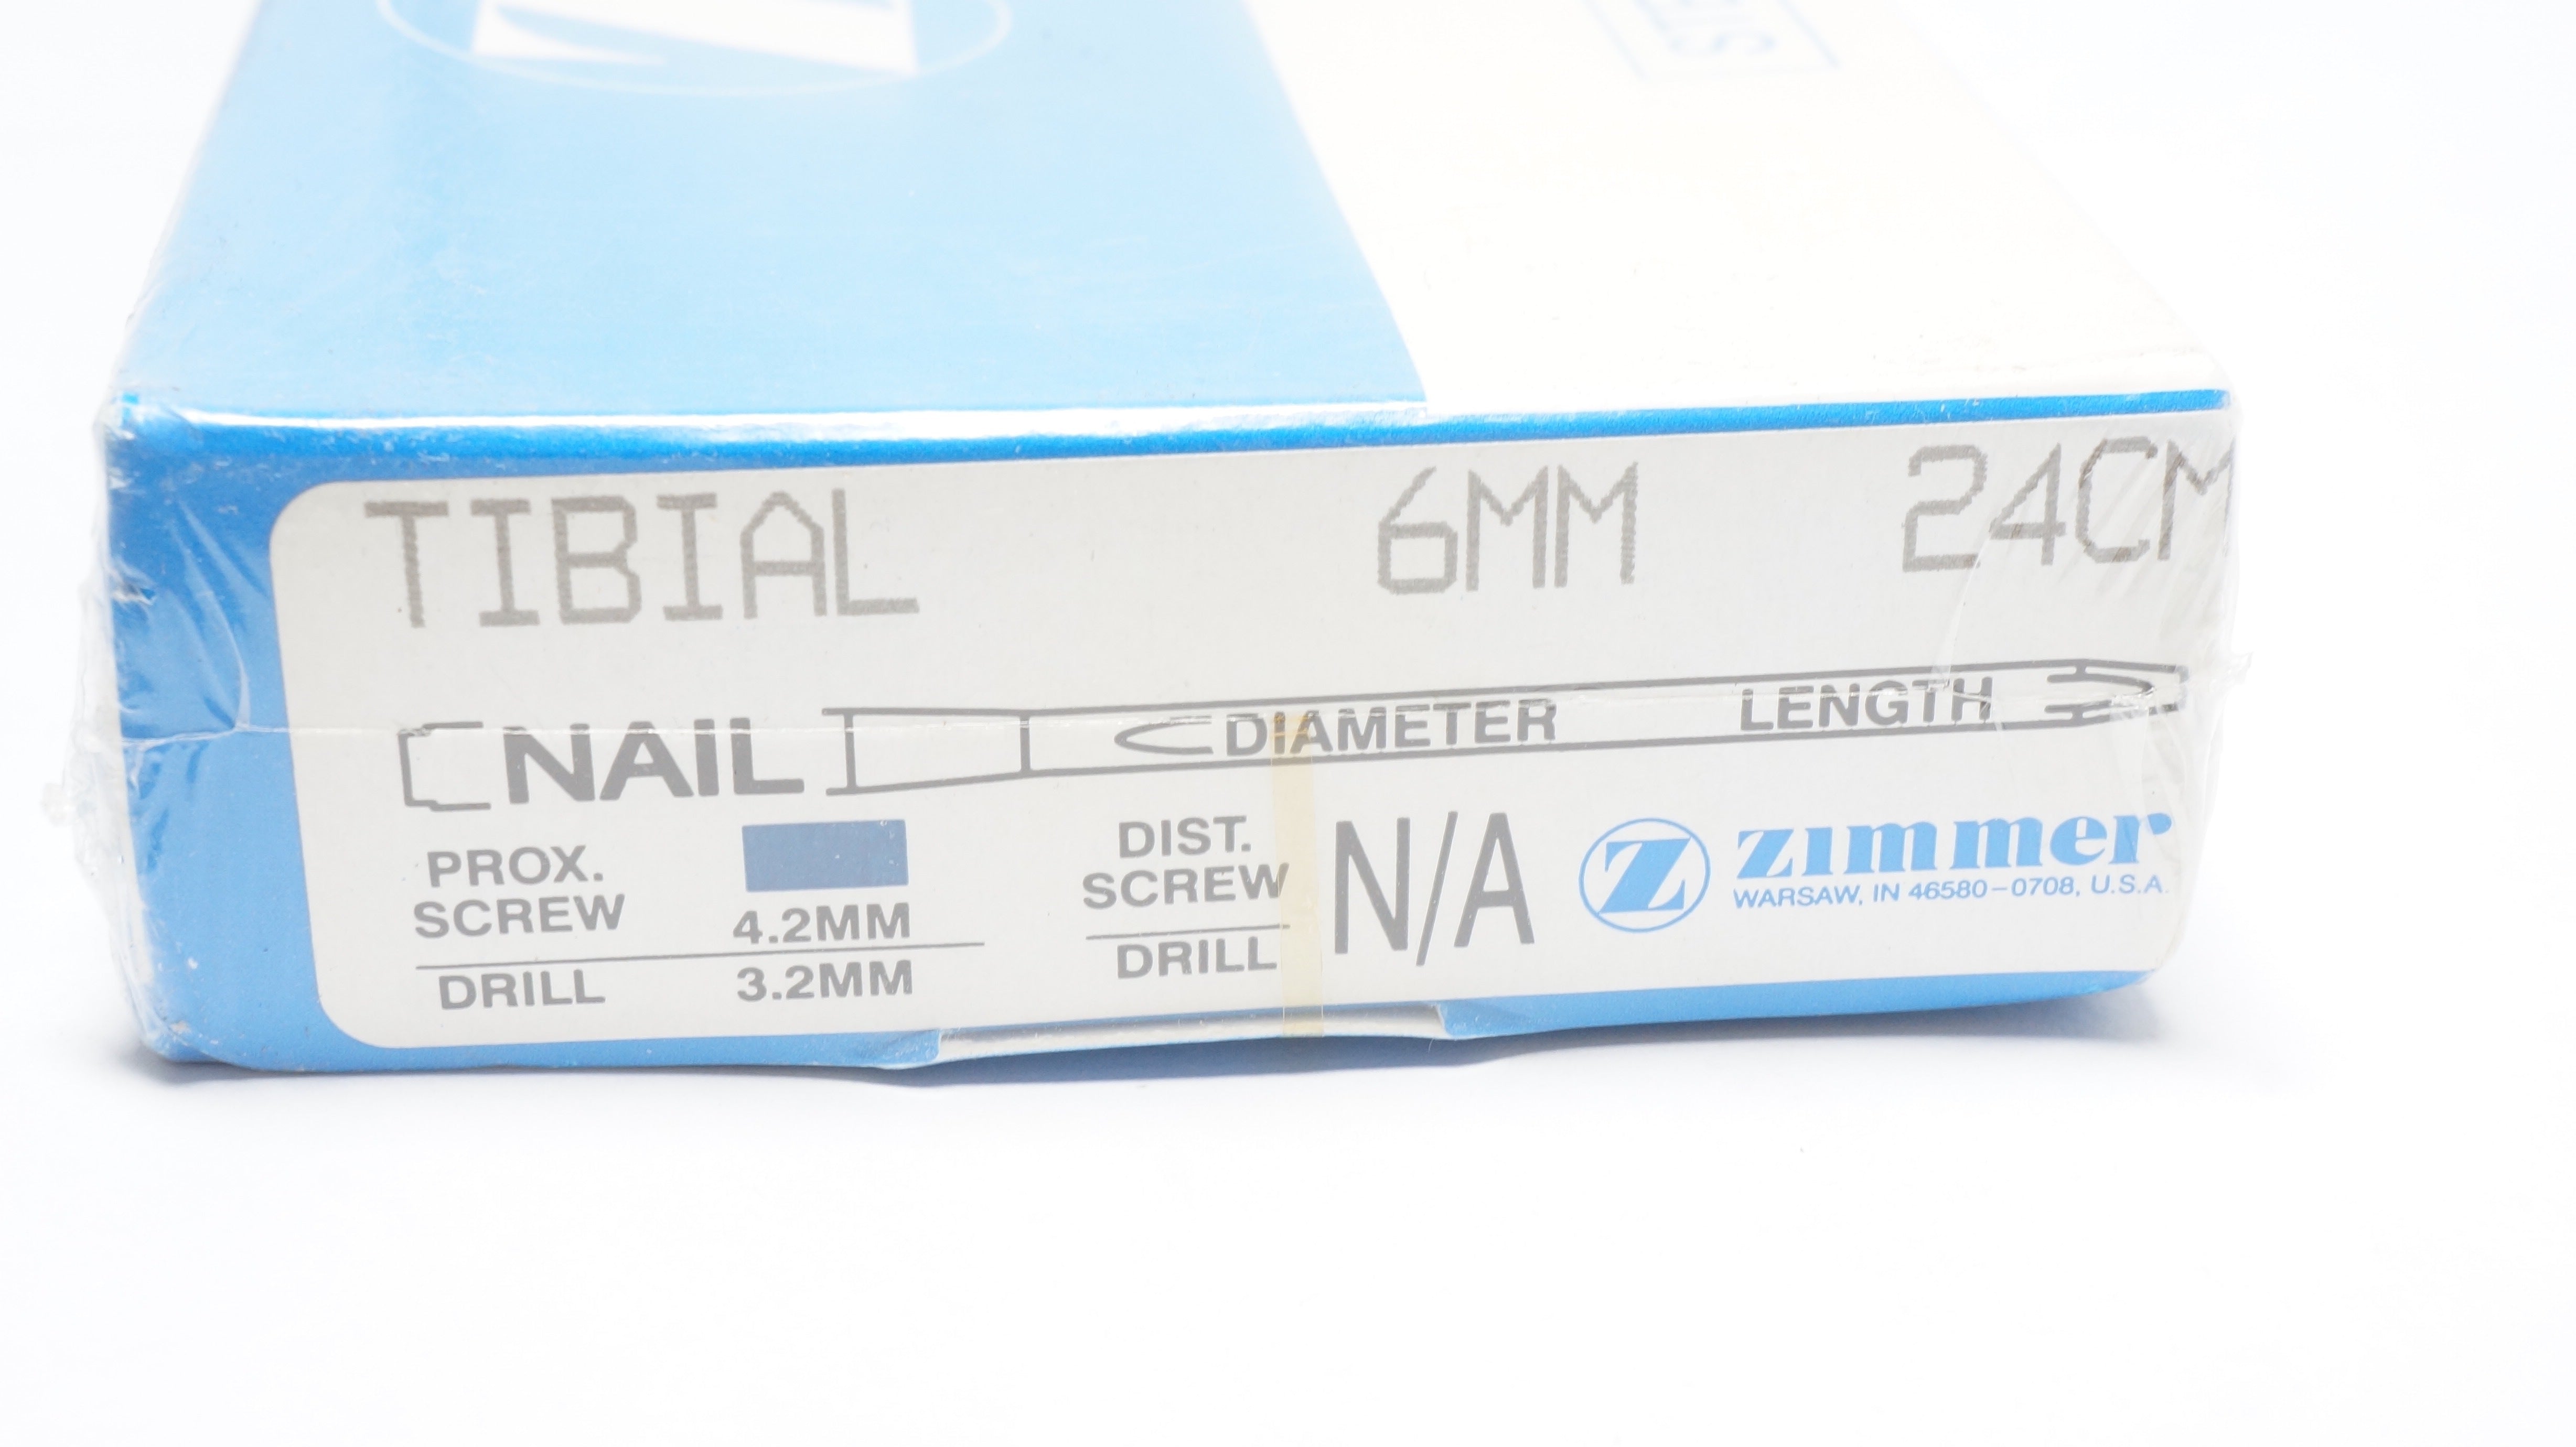 TIBIAL 6MM 24CM
NAIL DIAMETER LENGTH
PROX. SCREW
4.2MM
DRILL 3.2MM
DIST. SCREW
DRILL
N/A
Z zimmer
WARSAW, IN 46580-0708, U.S.A.